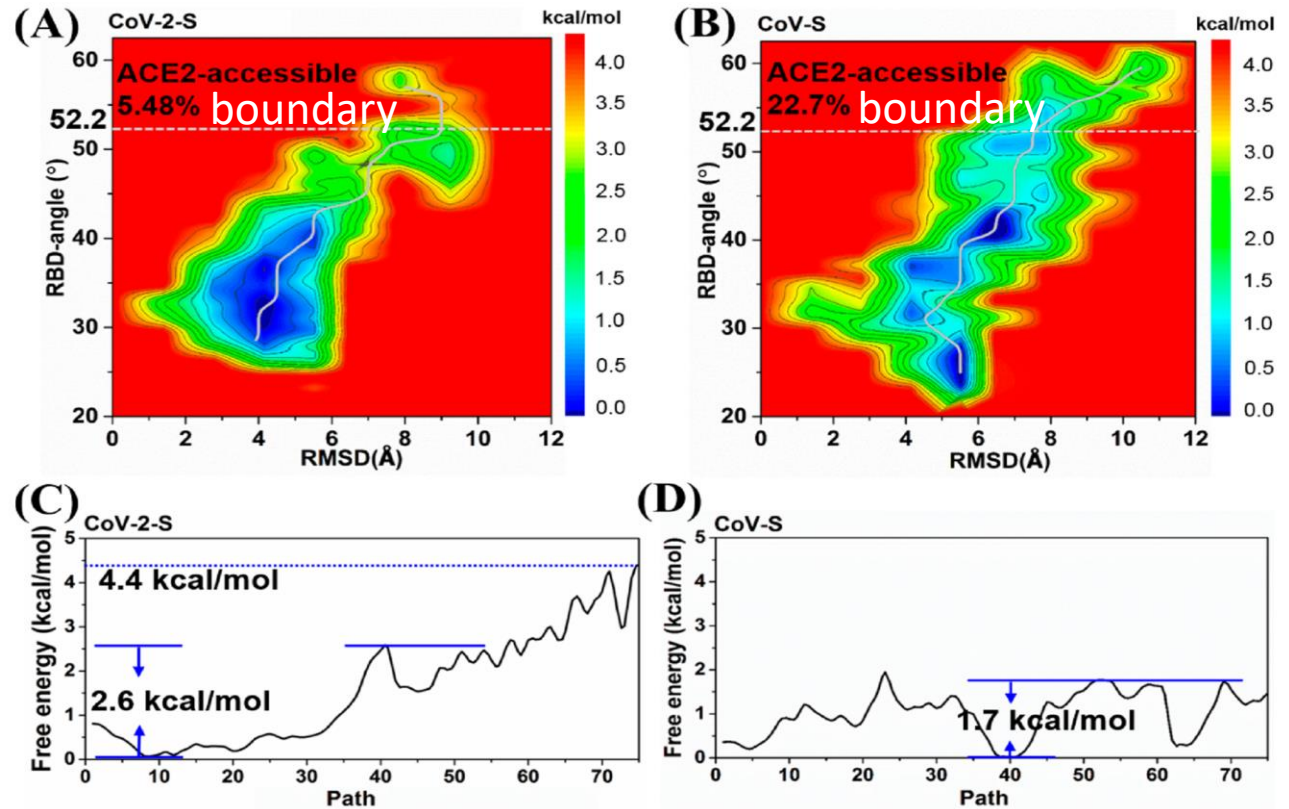 (A)
CoV-2-S
kcal/mol
ACE2-accessible
5.48% boundary
52.2
60
50
40
30
20
RBD-angle (°)
0 2 4 6 8 10 12
RMSD(Å)
4.0
3.5
3.0
2.5
2.0
1.5
1.0
0.5
0.0
(B)
CoV-S
kcal/mol
ACE2-accessible
22.7% boundary
52.2
60
50
40
30
20
RBD-angle (°)
0 2 4 6 8 10 12
RMSD(Å)
4.0
3.5
3.0
2.5
2.0
1.5
1.0
0.5
0.0
(C)
CoV-2-S
Free energy (kcal/mol)
5
4
3
2
1
0
4.4 kcal/mol
2.6 kcal/mol
0 10 20 30 40 50 60 70
Path
(D)
CoV-S
Free energy (kcal/mol)
5
4
3
2
1
0
1.7 kcal/mol
0 10 20 30 40 50 60 70
Path